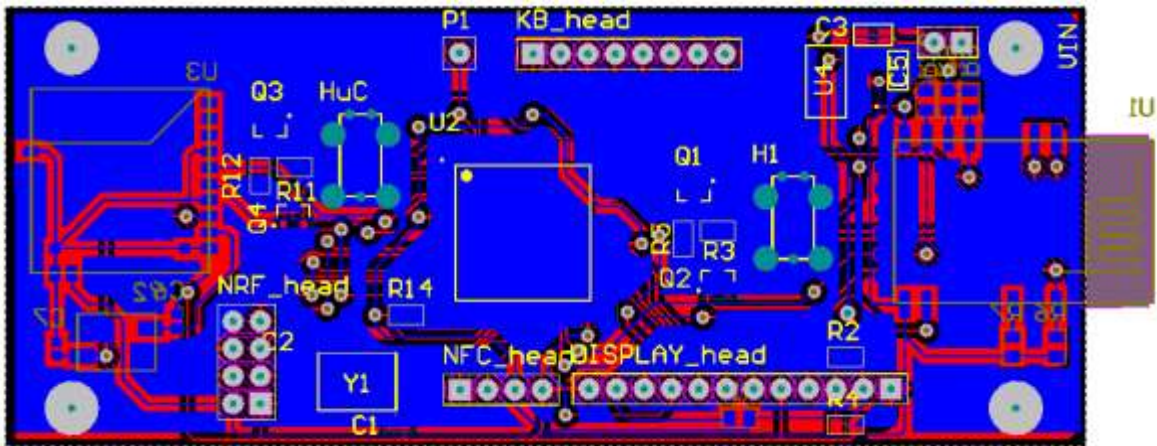 P1
KB_head
C3
VIN
U3
Q3
HuC
U2
U4
C5
U1
Q1
H1
R12
R11
Q4
R5
R3
Q2
NRF_head
R14
C2
R2
NFC_head
DISPLAY_head
Y1
C1
R4